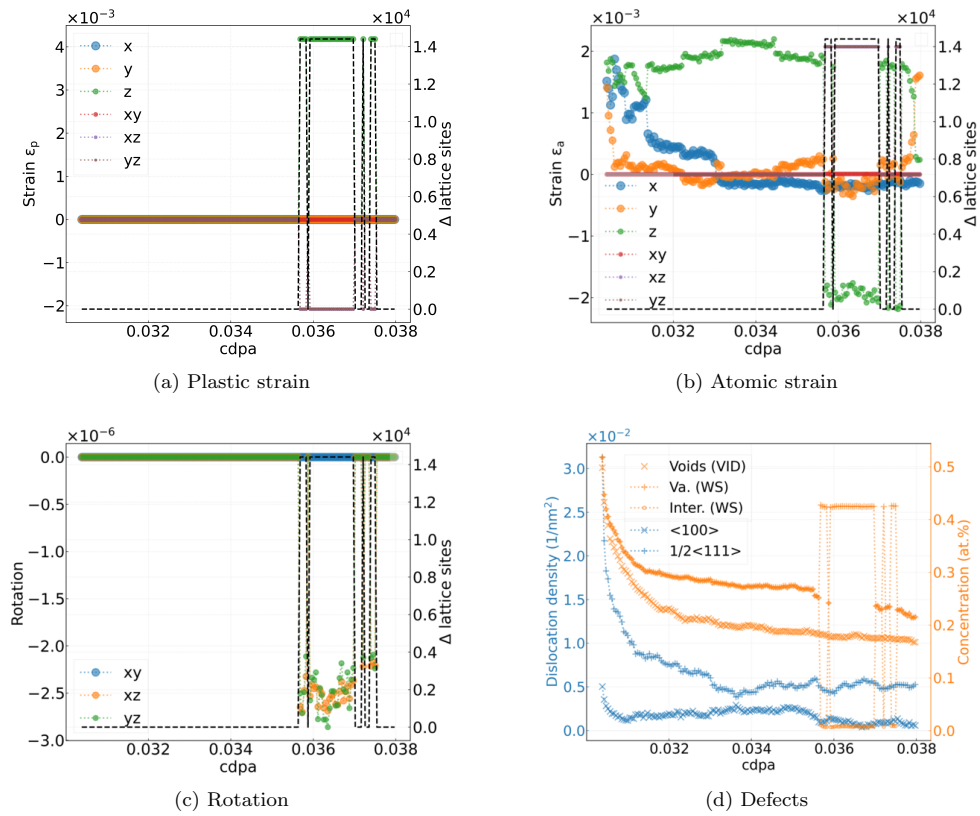 ×10⁻³
×10⁴
4
3
2
1
0
−1
−2
Strain εp
x
y
z
xy
xz
yz
1.4
1.2
1.0
0.8
0.6
0.4
0.2
0.0
Δ lattice sites
0.032
0.034
0.036
0.038
cdpa
(a) Plastic strain
×10⁻³
×10⁴
2
1
0
−1
−2
Strain εa
x
y
z
xy
xz
yz
1.4
1.2
1.0
0.8
0.6
0.4
0.2
0.0
Δ lattice sites
0.032
0.034
0.036
0.038
cdpa
(b) Atomic strain
×10⁻⁶
×10⁴
0.0
−0.5
−1.0
−1.5
−2.0
−2.5
−3.0
Rotation
xy
xz
yz
1.4
1.2
1.0
0.8
0.6
0.4
0.2
0.0
Δ lattice sites
0.032
0.034
0.036
0.038
cdpa
(c) Rotation
×10⁻²
3.0
2.5
2.0
1.5
1.0
0.5
0.0
Dislocation density (1/nm²)
Voids (VID)
Va. (WS)
Inter. (WS)
<100>
1/2<111>
0.5
0.4
0.3
0.2
0.1
0.0
Concentration (at.%)
0.032
0.034
0.036
0.038
cdpa
(d) Defects